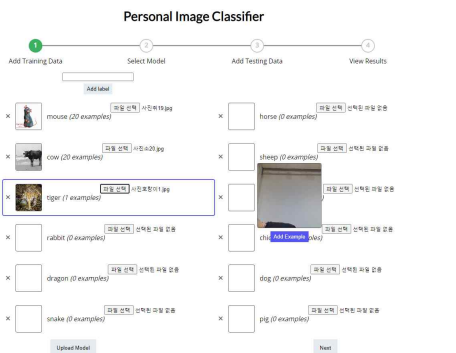 Personal Image Classifier
1 2 3 4
Add Training Data Select Model Add Testing Data View Results
Add label
× mouse (20 examples) 파일 선택 사진쥐19.jpg
× horse (0 examples) 파일 선택 선택된 파일 없음
× cow (20 examples) 파일 선택 사진소20.jpg
× sheep (0 examples) 파일 선택 선택된 파일 없음
× tiger (1 examples) 파일 선택 사진호랑이1.jpg
× 파일 선택 선택된 파일 없음
× rabbit (0 examples) 파일 선택 선택된 파일 없음
× chi ples) 파일 선택 선택된 파일 없음
Add Example
× dragon (0 examples) 파일 선택 선택된 파일 없음
× dog (0 examples) 파일 선택 선택된 파일 없음
× snake (0 examples) 파일 선택 선택된 파일 없음
× pig (0 examples) 파일 선택 선택된 파일 없음
Upload Model Next